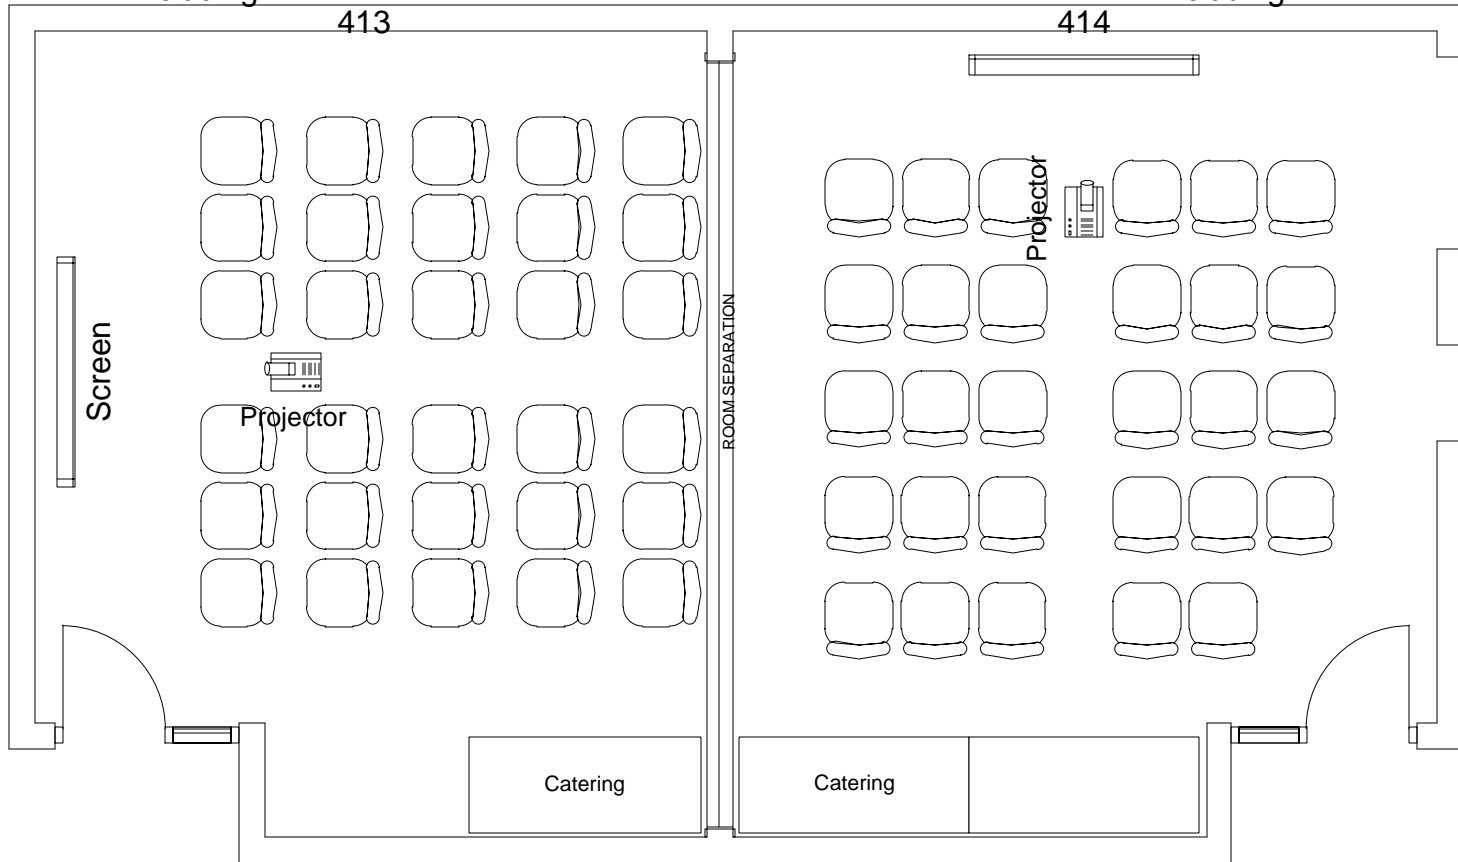 413
414
Projector
Screen
ROOM SEPARATION
Projector
Catering
Catering